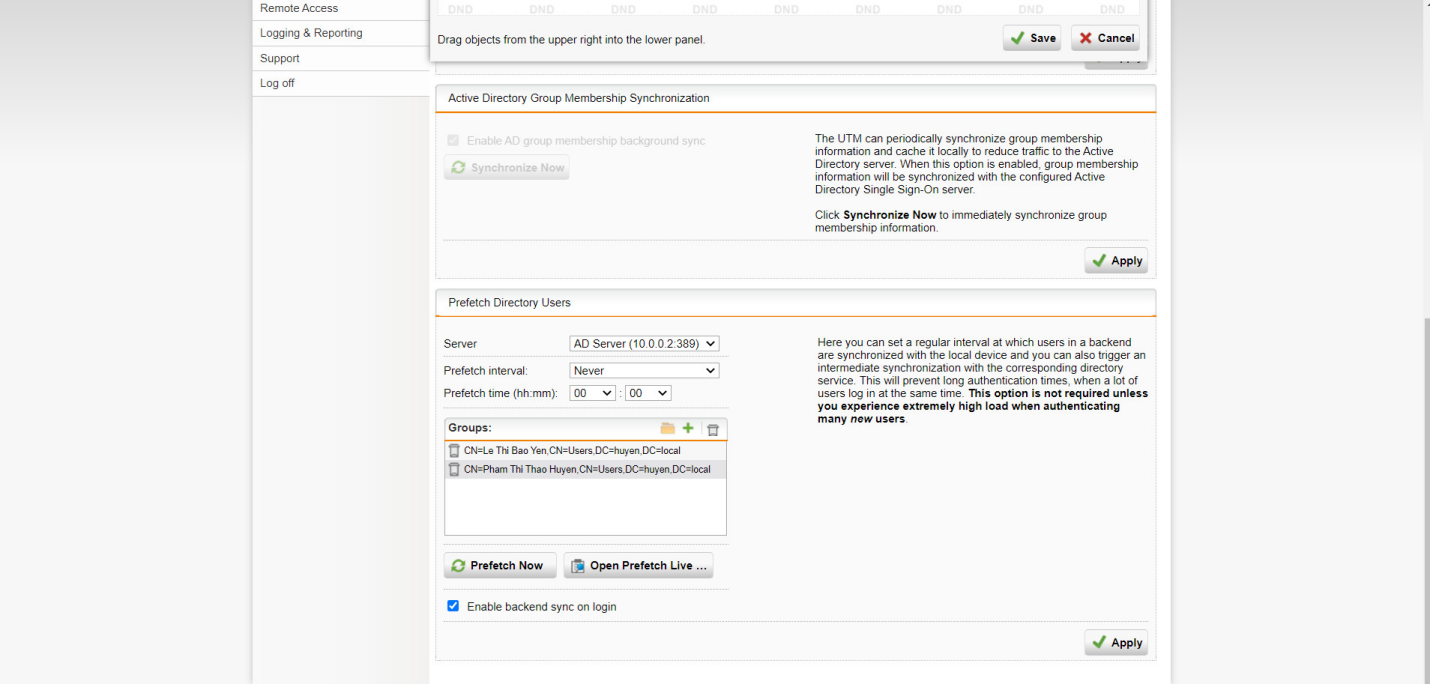 Remote Access
Logging & Reporting
Support
Log off
DND DND DND DND DND DND DND DND DND
Drag objects from the upper right into the lower panel.
Save
Cancel
Active Directory Group Membership Synchronization
Enable AD group membership background sync
Synchronize Now
The UTM can periodically synchronize group membership
information and cache it locally to reduce traffic to the Active
Directory server. When this option is enabled, group membership
information will be synchronized with the configured Active
Directory Single Sign-On server.
Click Synchronize Now to immediately synchronize group
membership information.
Apply
Prefetch Directory Users
Server
AD Server (10.0.0.2:389)
Prefetch interval:
Never
Prefetch time (hh:mm):
00 : 00
Groups:
CN=Le Thi Bao Yen,CN=Users,DC=huyen,DC=local
CN=Pham Thi Thao Huyen,CN=Users,DC=huyen,DC=local
Prefetch Now
Open Prefetch Live ...
Enable backend sync on login
Here you can set a regular interval at which users in a backend
are synchronized with the local device and you can also trigger an
intermediate synchronization with the corresponding directory
service. This will prevent long authentication times, when a lot of
users log in at the same time. This option is not required unless
you experience extremely high load when authenticating
many new users.
Apply